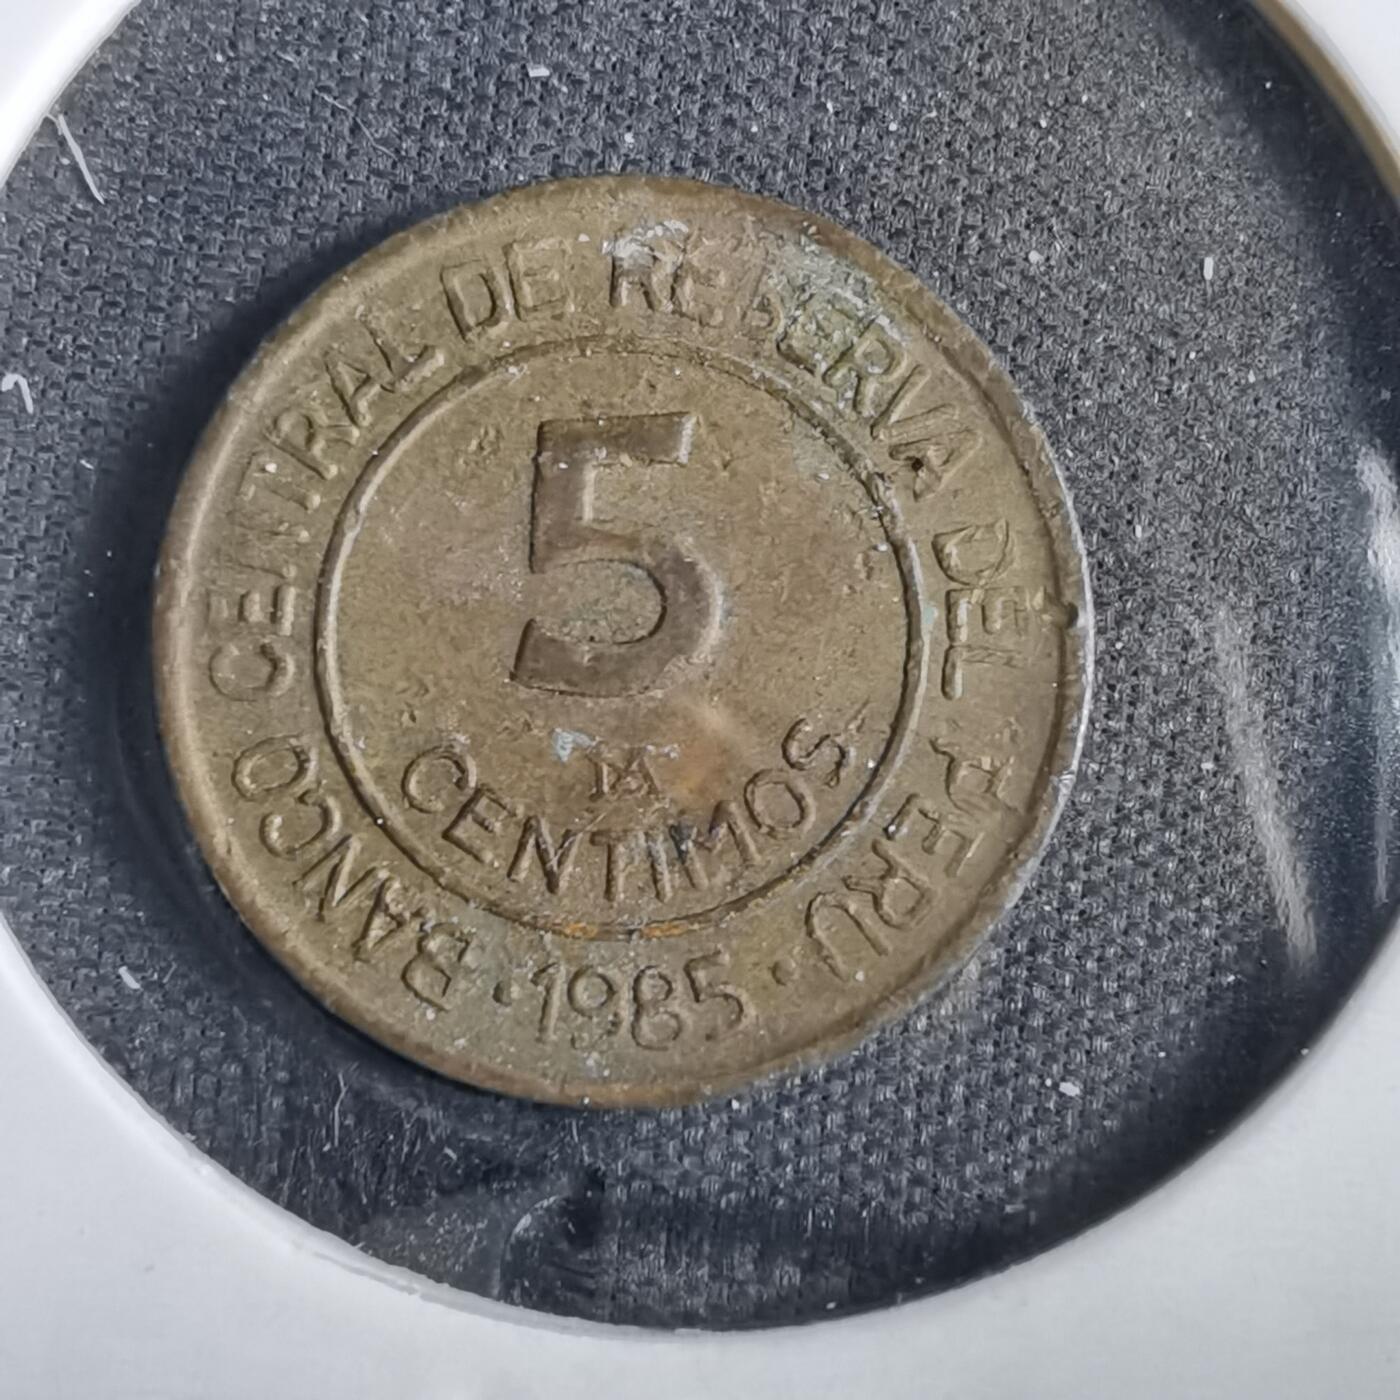 BANCO CENTRAL DE RESERVA DEL PERU
5
CENTIMOS
· 1985 ·